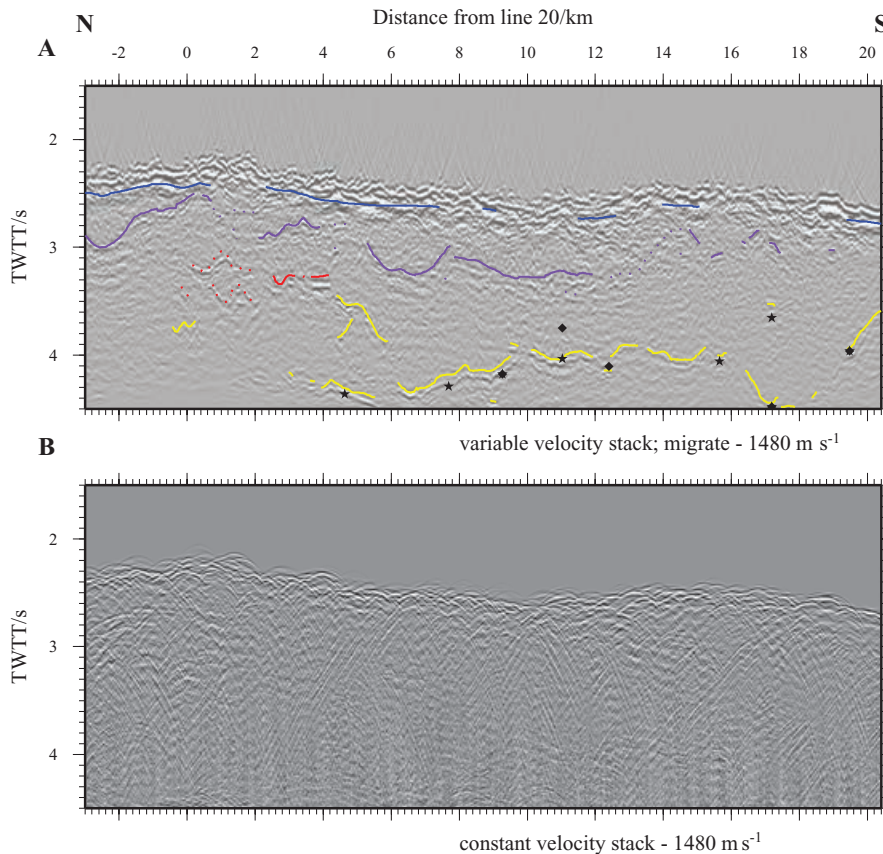 N Distance from line 20/km S
A -2 0 2 4 6 8 10 12 14 16 18 20
2
TWTT/s
3
4
variable velocity stack; migrate - 1480 m s-1
B
2
TWTT/s
3
4
constant velocity stack - 1480 m s-1